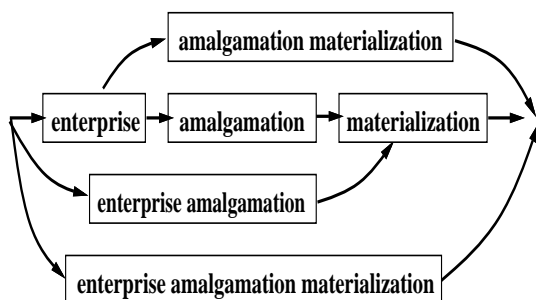 amalgamation materialization
enterprise
amalgamation
materialization
enterprise amalgamation
enterprise amalgamation materialization